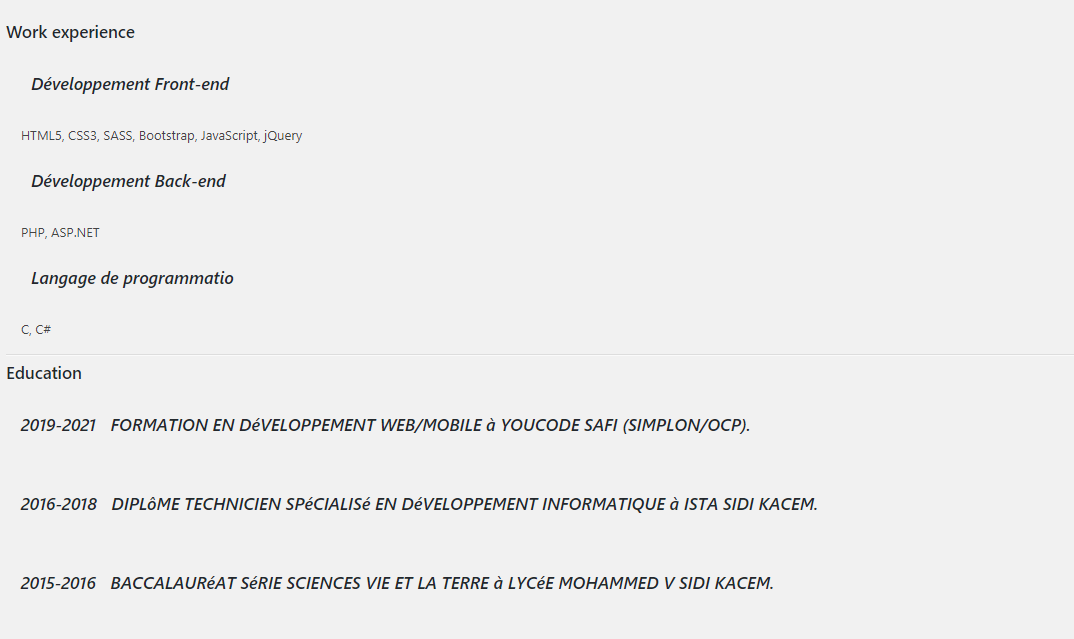 Work experience
Développement Front-end
HTML5, CSS3, SASS, Bootstrap, JavaScript, jQuery
Développement Back-end
PHP, ASP.NET
Langage de programmatio
C, C#
Education
2019-2021 FORMATION EN DéVELOPPEMENT WEB/MOBILE à YOUCODE SAFI (SIMPLON/OCP).
2016-2018 DIPLôME TECHNICIEN SPéCIALISé EN DéVELOPPEMENT INFORMATIQUE à ISTA SIDI KACEM.
2015-2016 BACCALAURéAT SéRIE SCIENCES VIE ET LA TERRE à LYCéE MOHAMMED V SIDI KACEM.